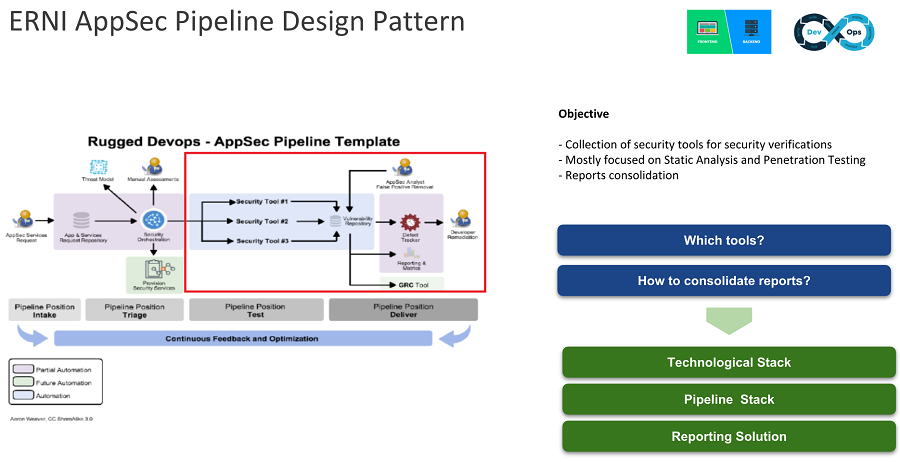 ERNI AppSec Pipeline Design Pattern
FRONTEND
BACKEND
Dev
Ops
Rugged Devops - AppSec Pipeline Template
Threat Model
Manual Assessments
AppSec Analyst
False Positive Removal
Security Tool #1
Security Tool #2
Security Tool #3
AppSec Services
Request
App & Services
Request Repository
Security
Orchestration
Vulnerability
Repository
Defect
Tracker
Developer
Remediation
Reporting &
Metrics
Provision
Security Services
GRC Tool
Pipeline Position
Intake
Pipeline Position
Triage
Pipeline Position
Test
Pipeline Position
Deliver
Continuous Feedback and Optimization
Partial Automation
Future Automation
Automation
Aaron Weaver, CC ShareAlike 3.0
Objective
- Collection of security tools for security verifications
- Mostly focused on Static Analysis and Penetration Testing
- Reports consolidation
Which tools?
How to consolidate reports?
Technological Stack
Pipeline Stack
Reporting Solution